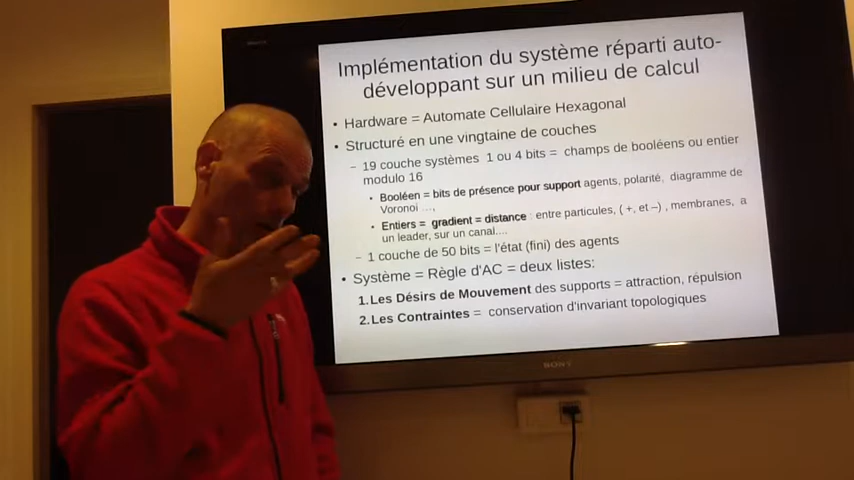 Implémentation du système réparti auto-
développant sur un milieu de calcul
• Hardware = Automate Cellulaire Hexagonal
• Structuré en une vingtaine de couches
– 19 couche systèmes 1 ou 4 bits = champs de booléens ou entier
modulo 16
• Booléen = bits de présence pour support agents, polarité, diagramme de
Voronoi ...,
• Entiers = gradient = distance : entre particules, ( +, et –) , membranes, a
un leader, sur un canal....
– 1 couche de 50 bits = l'état (fini) des agents
• Système = Règle d'AC = deux listes:
1.Les Désirs de Mouvement des supports = attraction, répulsion
2.Les Contraintes = conservation d'invariant topologiques
SONY